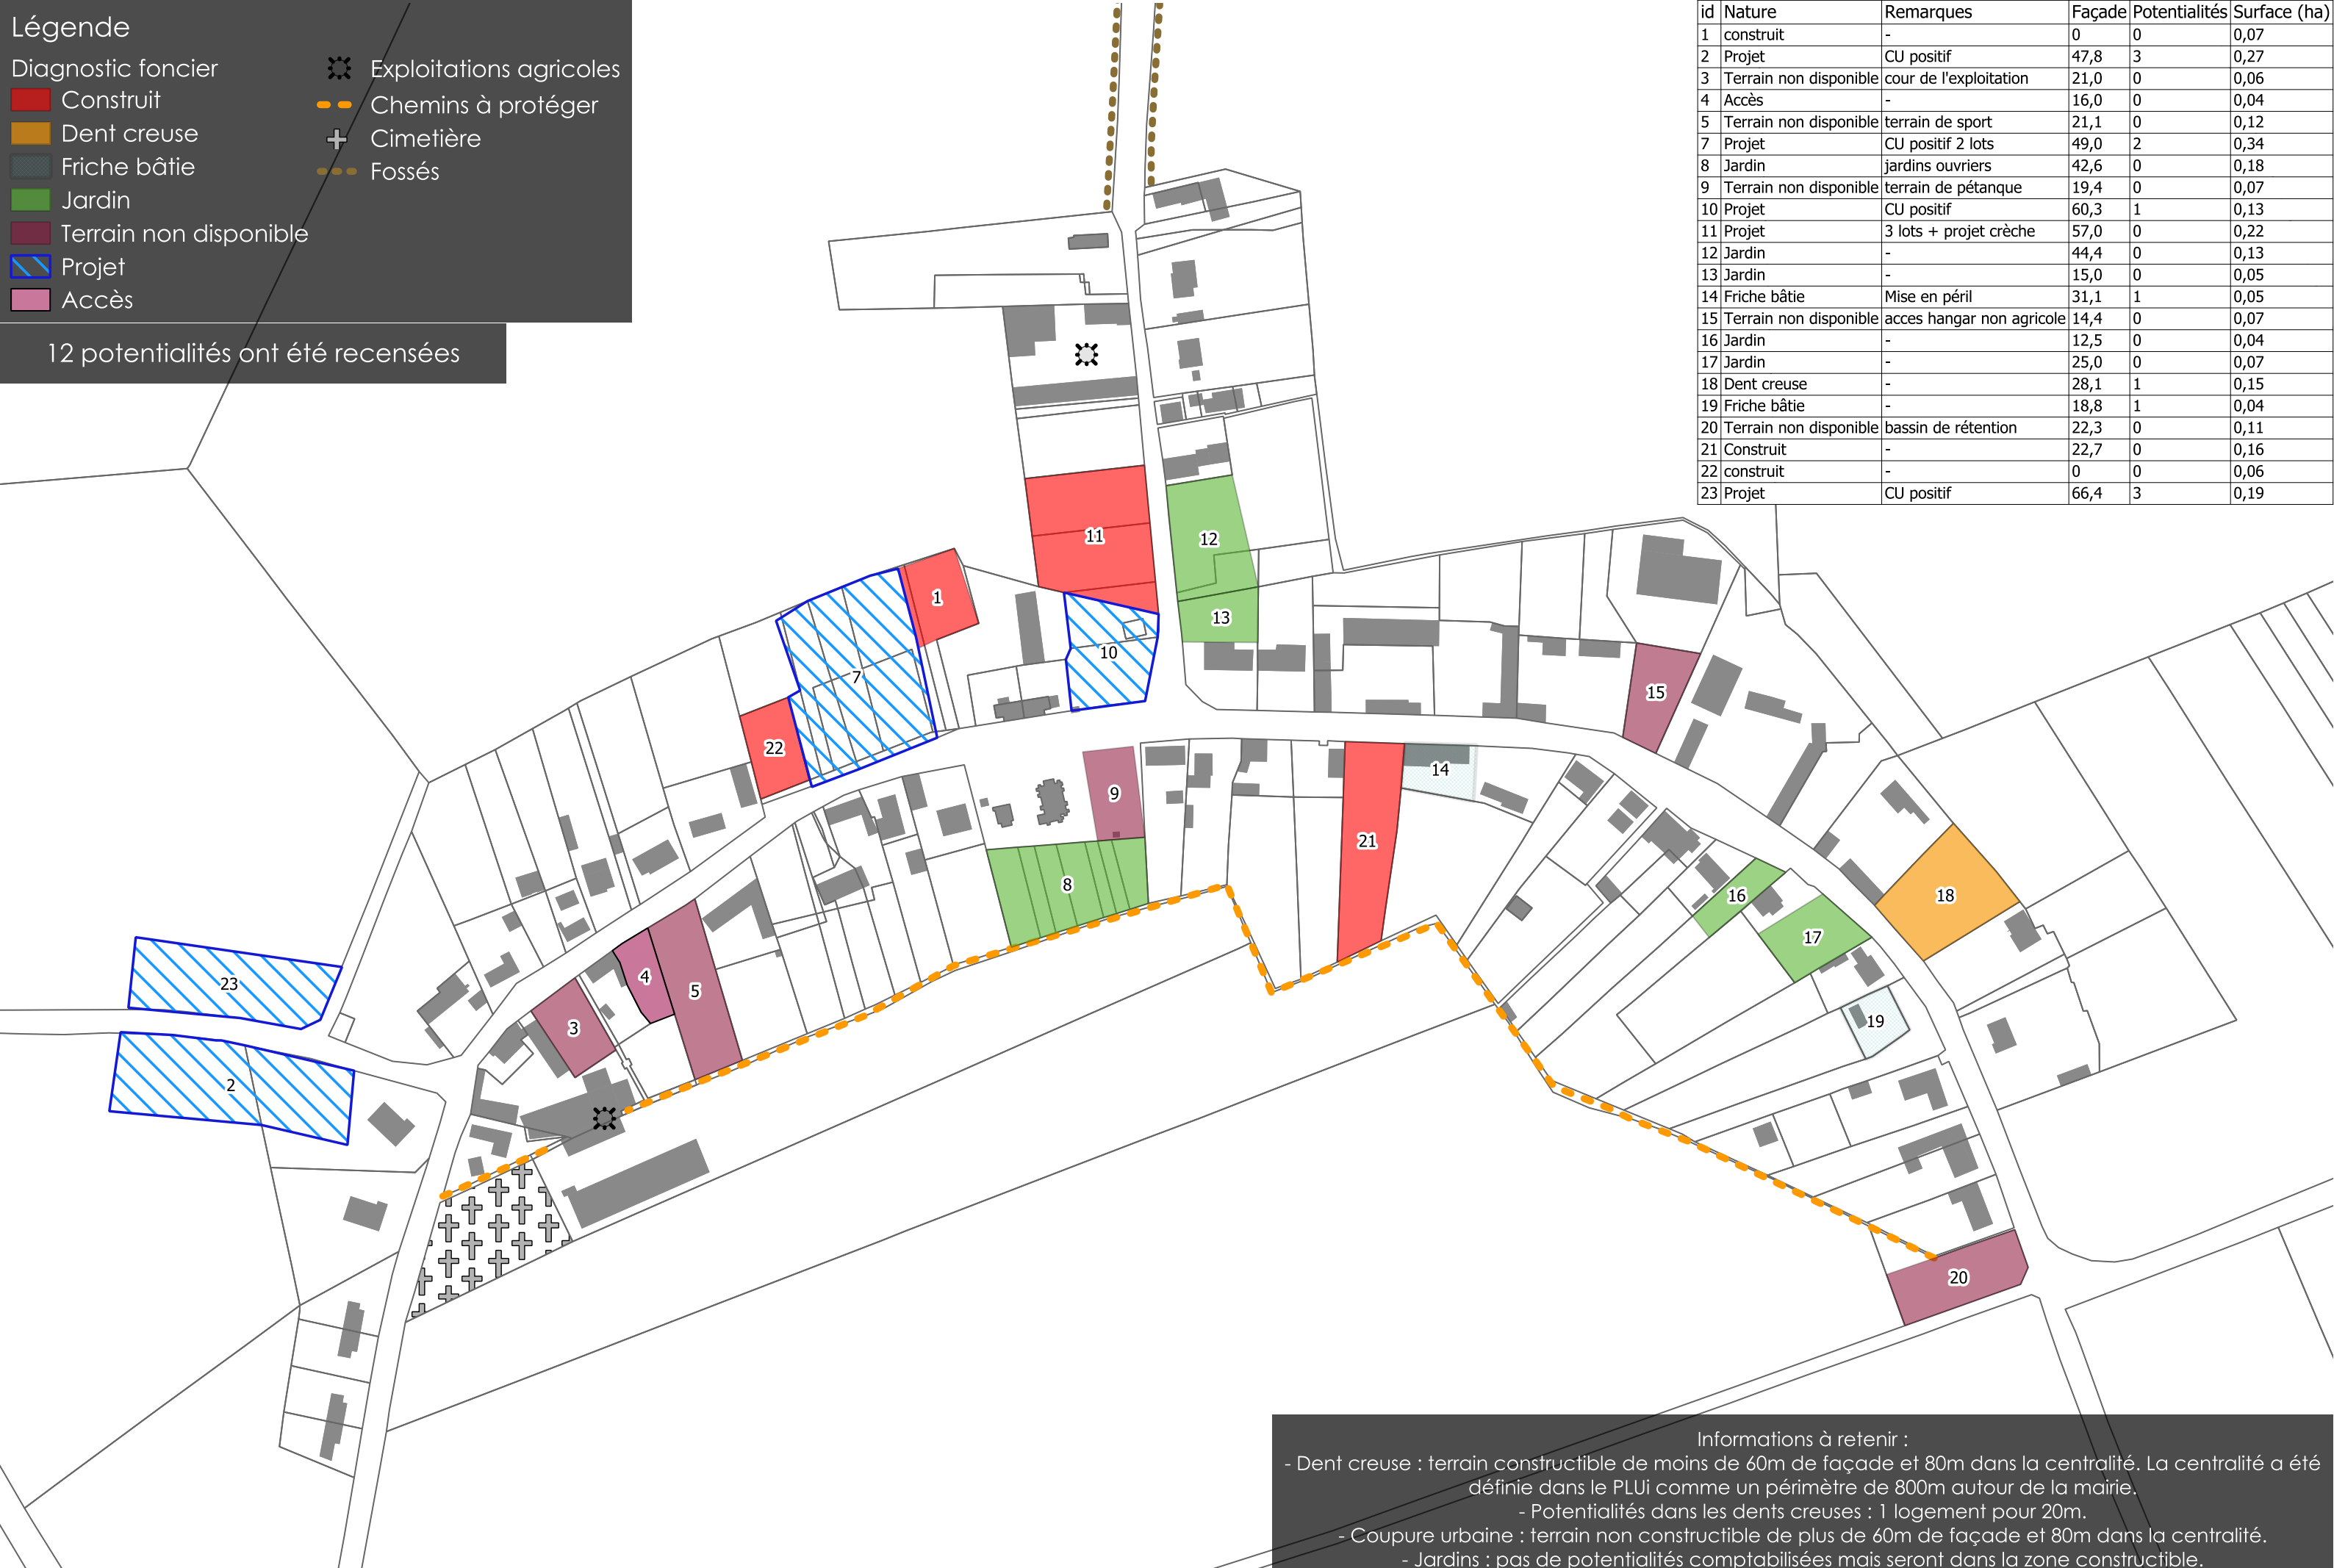 Légende
Diagnostic foncier
Construit
Dent creuse
Friche bâtie
Jardin
Terrain non disponible
Projet
Accès
Exploitations agricoles
Chemins à protéger
Cimetière
Fossés
12 potentialités ont été recensées
id Nature Remarques Façade Potentialités Surface (ha)
1 construit - 0 0 0,07
2 Projet CU positif 47,8 3 0,27
3 Terrain non disponible cour de l'exploitation 21,0 0 0,06
4 Accès - 16,0 0 0,04
5 Terrain non disponible terrain de sport 21,1 0 0,12
7 Projet CU positif 2 lots 49,0 2 0,34
8 Jardin jardins ouvriers 42,6 0 0,18
9 Terrain non disponible terrain de pétanque 19,4 0 0,07
10 Projet CU positif 60,3 1 0,13
11 Projet 3 lots + projet crèche 57,0 0 0,22
12 Jardin - 44,4 0 0,13
13 Jardin - 15,0 0 0,05
14 Friche bâtie Mise en péril 31,1 1 0,05
15 Terrain non disponible acces hangar non agricole 14,4 0 0,07
16 Jardin - 12,5 0 0,04
17 Jardin - 25,0 0 0,07
18 Dent creuse - 28,1 1 0,15
19 Friche bâtie - 18,8 1 0,04
20 Terrain non disponible bassin de rétention 22,3 0 0,11
21 Construit - 22,7 0 0,16
22 construit - 0 0 0,06
23 Projet CU positif 66,4 3 0,19
11
12
1
13
10
7
15
22
14
9
21
8
16
18
17
4
23
5
19
3
2
20
Informations à retenir :
- Dent creuse : terrain constructible de moins de 60m de façade et 80m dans la centralité. La centralité a été
définie dans le PLUi comme un périmètre de 800m autour de la mairie.
- Potentialités dans les dents creuses : 1 logement pour 20m.
- Coupure urbaine : terrain non constructible de plus de 60m de façade et 80m dans la centralité.
- Jardins : pas de potentialités comptabilisées mais seront dans la zone constructible.